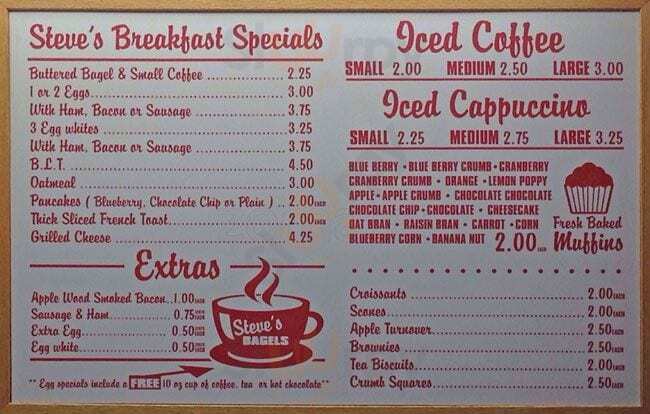 Steve's Breakfast Specials
Buttered Bagel & Small Coffee 2.25
1 or 2 Eggs 3.00
With Ham, Bacon or Sausage 3.75
3 Egg whites 3.25
With Ham, Bacon or Sausage 3.75
B.L.T. 4.50
Oatmeal 3.00
Pancakes ( Blueberry, Chocolate Chip or Plain ) .. 2.00 EACH
Thick Sliced French Toast 2.00 EACH
Grilled Cheese 4.25
Extras
Apple Wood Smoked Bacon..1.00 EACH
Sausage & Ham 0.75 EACH
Extra Egg 0.50 EACH
Egg white 0.50 EACH
Steve's
BAGELS
** Egg specials include a FREE 10 oz cup of coffee, tea or hot chocolate**
Iced Coffee
SMALL 2.00 MEDIUM 2.50 LARGE 3.00
Iced Cappuccino
SMALL 2.25 MEDIUM 2.75 LARGE 3.25
BLUE BERRY • BLUE BERRY CRUMB • CRANBERRY
CRANBERRY CRUMB • ORANGE • LEMON POPPY
APPLE • APPLE CRUMB • CHOCOLATE CHOCOLATE
CHOCOLATE CHIP • CHOCOLATE • CHEESECAKE
OAT BRAN • RAISIN BRAN • CARROT • CORN
BLUEBERRY CORN • BANANA NUT 2.00 EACH
Fresh Baked
Muffins
Croissants 2.00 EACH
Scones 2.00 EACH
Apple Turnover 2.50 EACH
Brownies 2.50 EACH
Tea Biscuits 2.00 EACH
Crumb Squares 2.50 EACH